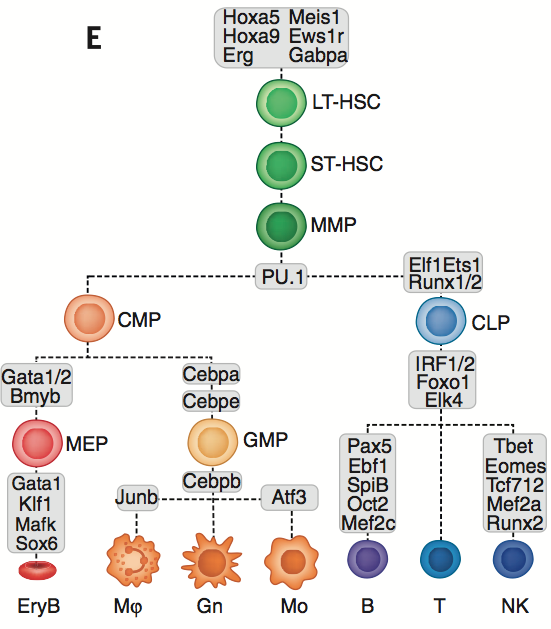 E
Hoxa5 Meis1
Hoxa9 Ews1r
Erg Gabpa
LT-HSC
ST-HSC
MMP
PU.1
Elf1Ets1
Runx1/2
CMP
CLP
Gata1/2
Bmyb
Cebpa
Cebpe
IRF1/2
Foxo1
Elk4
MEP
GMP
Gata1
Klf1
Mafk
Sox6
Cebpb
Junb
Atf3
Pax5
Ebf1
SpiB
Oct2
Mef2c
Tbet
Eomes
Tcf712
Mef2a
Runx2
EryB Mφ Gn Mo B T NK